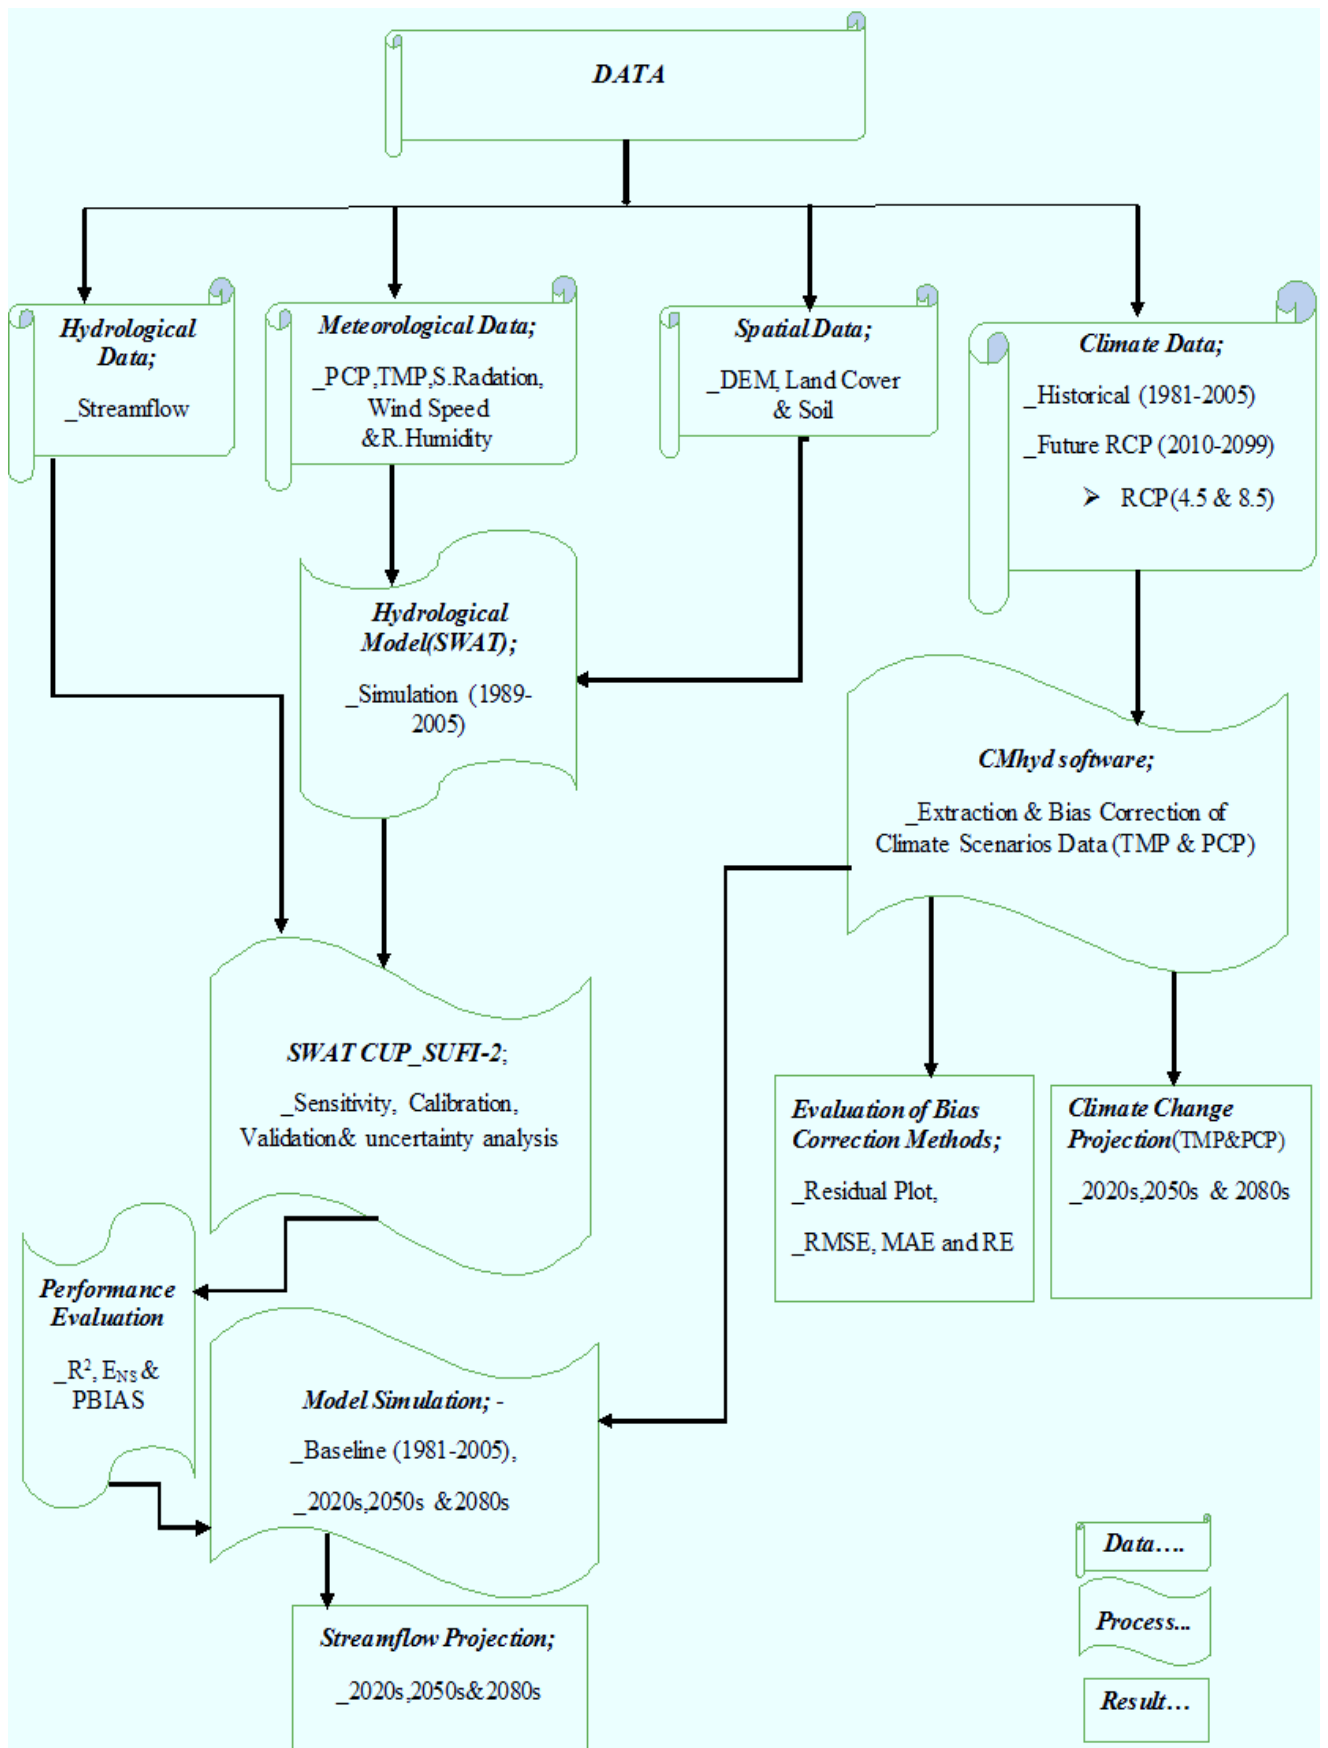 DATA
Hydrological
Data;
_Streamflow
Meteorological Data;
_PCP,TMP,S.Radation,
Wind Speed
&R.Humidity
Spatial Data;
_DEM, Land Cover
& Soil
Climate Data;
_Historical (1981-2005)
_Future RCP (2010-2099)
➢ RCP(4.5 & 8.5)
Hydrological
Model(SWAT);
_Simulation (1989-
2005)
CMhyd software;
_Extraction & Bias Correction of
Climate Scenarios Data (TMP & PCP)
SWAT CUP_SUFI-2;
_Sensitivity, Calibration,
Validation& uncertainty analysis
Evaluation of Bias
Correction Methods;
_Residual Plot,
_RMSE, MAE and RE
Climate Change
Projection(TMP&PCP)
_2020s,2050s & 2080s
Performance
Evaluation
_R², E_NS &
PBIAS
Model Simulation; -
_Baseline (1981-2005),
_2020s,2050s &2080s
Streamflow Projection;
_2020s,2050s&2080s
Data....
Process...
Result...